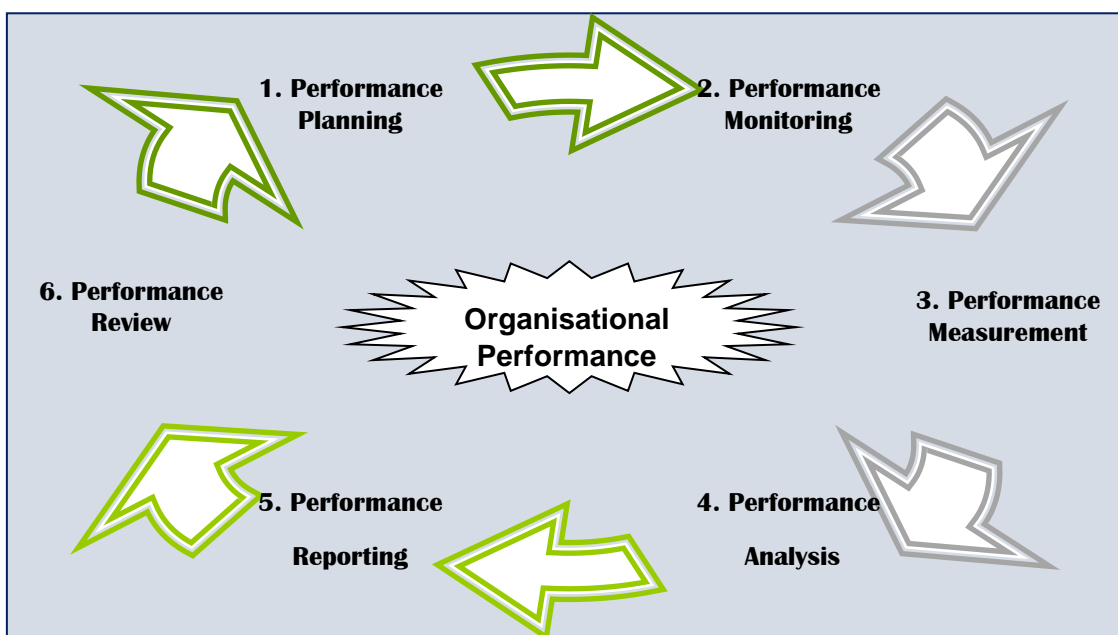 1. Performance
Planning
2. Performance
Monitoring
3. Performance
Measurement
4. Performance
Analysis
5. Performance
Reporting
6. Performance
Review
Organisational
Performance